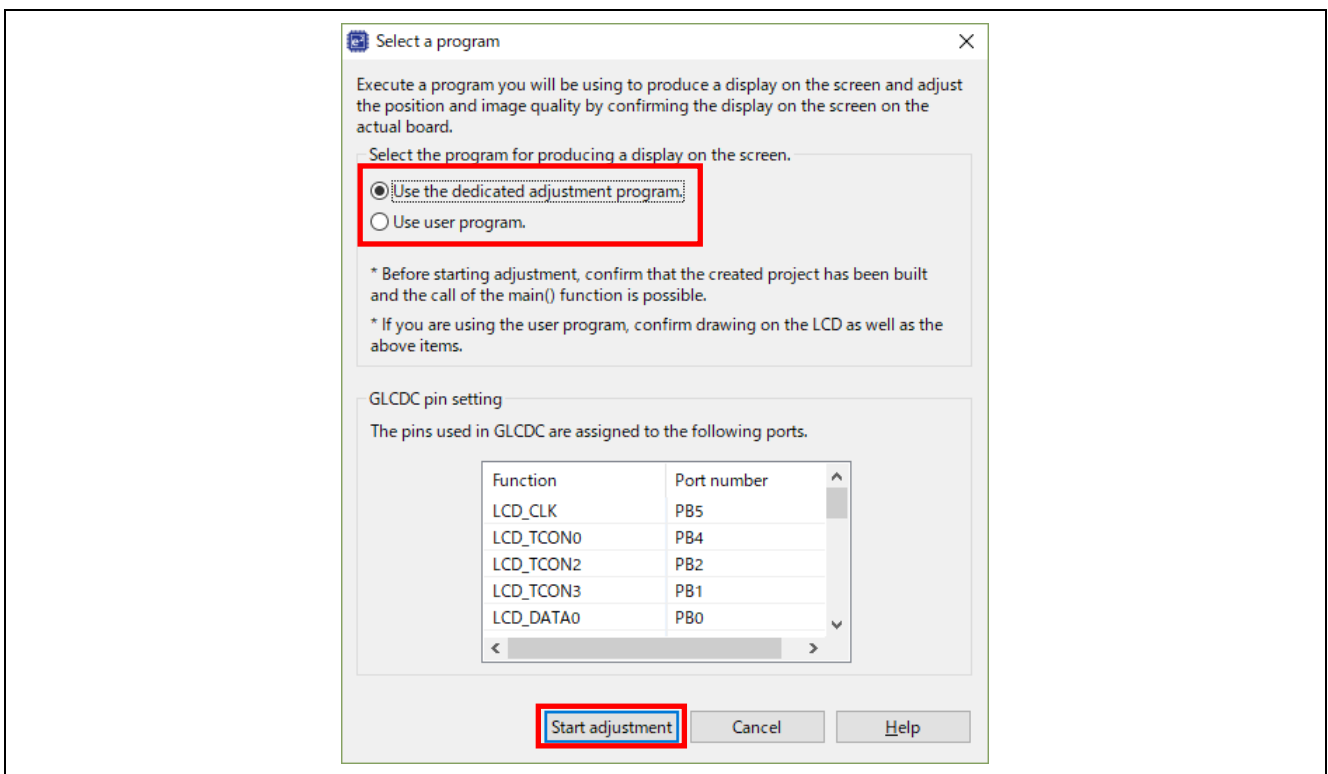 Select a program
Execute a program you will be using to produce a display on the screen and adjust
the position and image quality by confirming the display on the screen on the
actual board.
Select the program for producing a display on the screen.
Use the dedicated adjustment program.
Use user program.
* Before starting adjustment, confirm that the created project has been built
and the call of the main() function is possible.
* If you are using the user program, confirm drawing on the LCD as well as the
above items.
GLCDC pin setting
The pins used in GLCDC are assigned to the following ports.
Function Port number
LCD_CLK PB5
LCD_TCON0 PB4
LCD_TCON2 PB2
LCD_TCON3 PB1
LCD_DATA0 PB0
Start adjustment Cancel Help